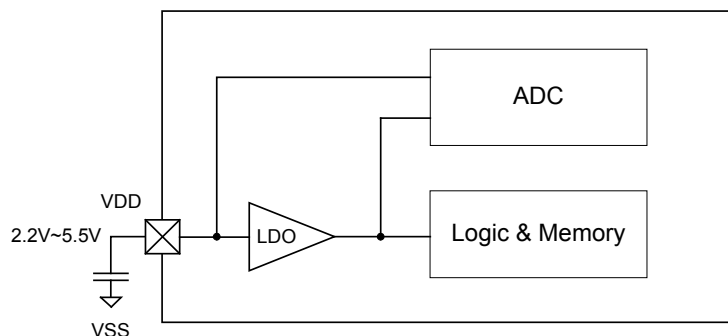 ADC
VDD
2.2V~5.5V
LDO
Logic & Memory
VSS